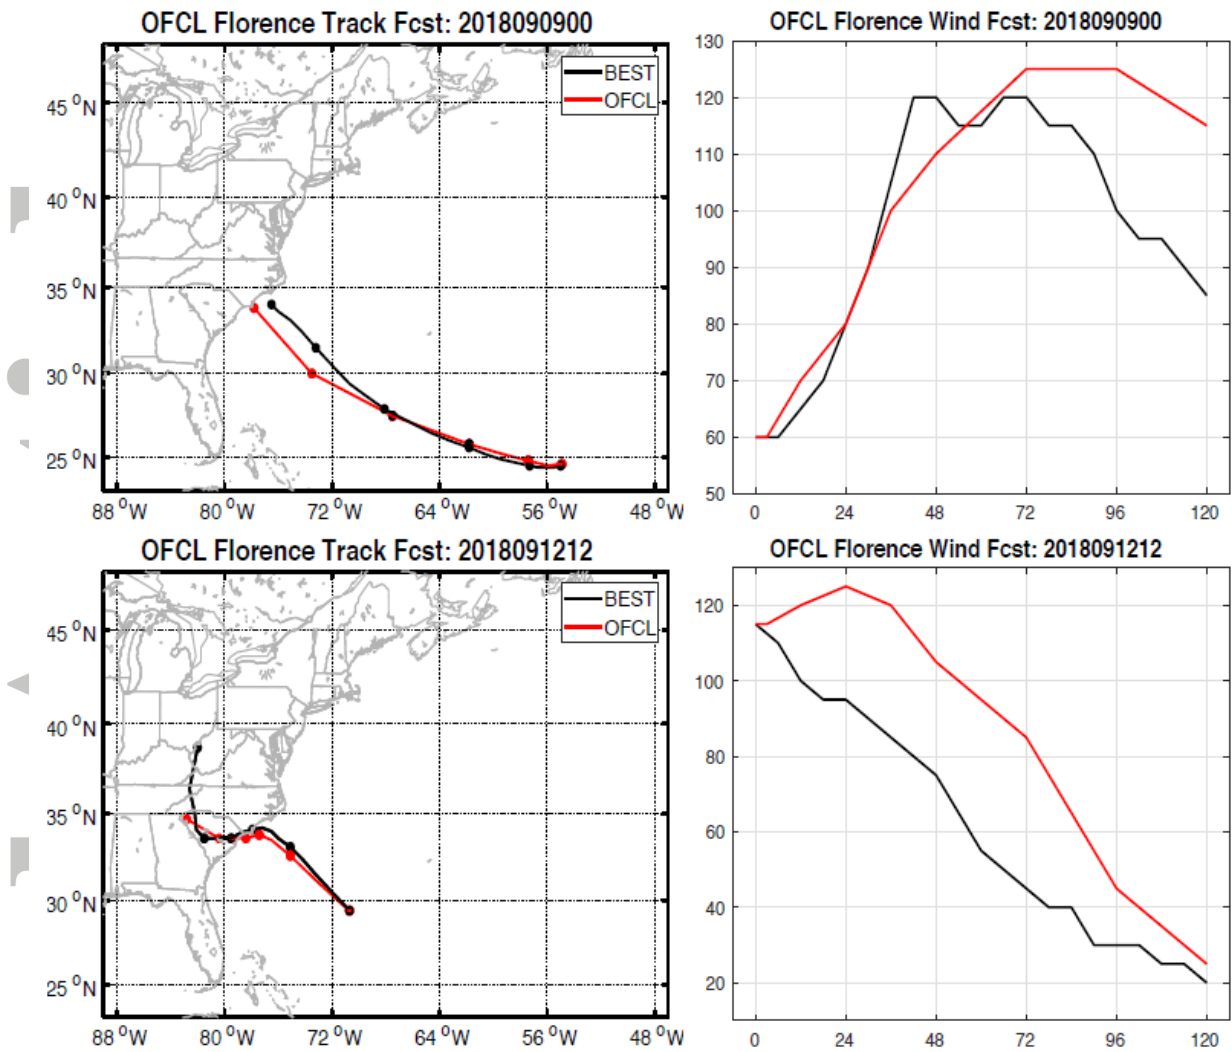 OFCL Florence Track Fcst: 2018090900
BEST
OFCL
45 °N
40 °N
35 °N
30 °N
25 °N
88 °W 80 °W 72 °W 64 °W 56 °W 48 °W
OFCL Florence Wind Fcst: 2018090900
130
120
110
100
90
80
70
60
50
0 24 48 72 96 120
OFCL Florence Track Fcst: 2018091212
BEST
OFCL
45 °N
40 °N
35 °N
30 °N
25 °N
88 °W 80 °W 72 °W 64 °W 56 °W 48 °W
OFCL Florence Wind Fcst: 2018091212
120
100
80
60
40
20
0 24 48 72 96 120